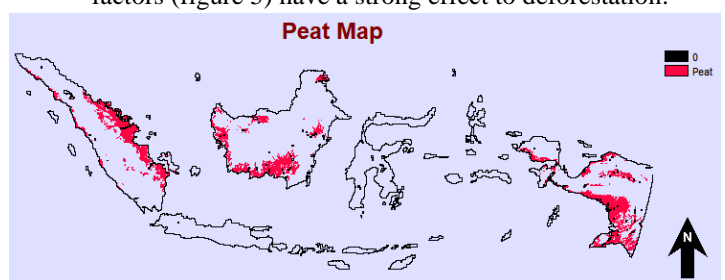 factors (figure 3) have a strong effect to deforestation.
Peat Map
0
Peat
N